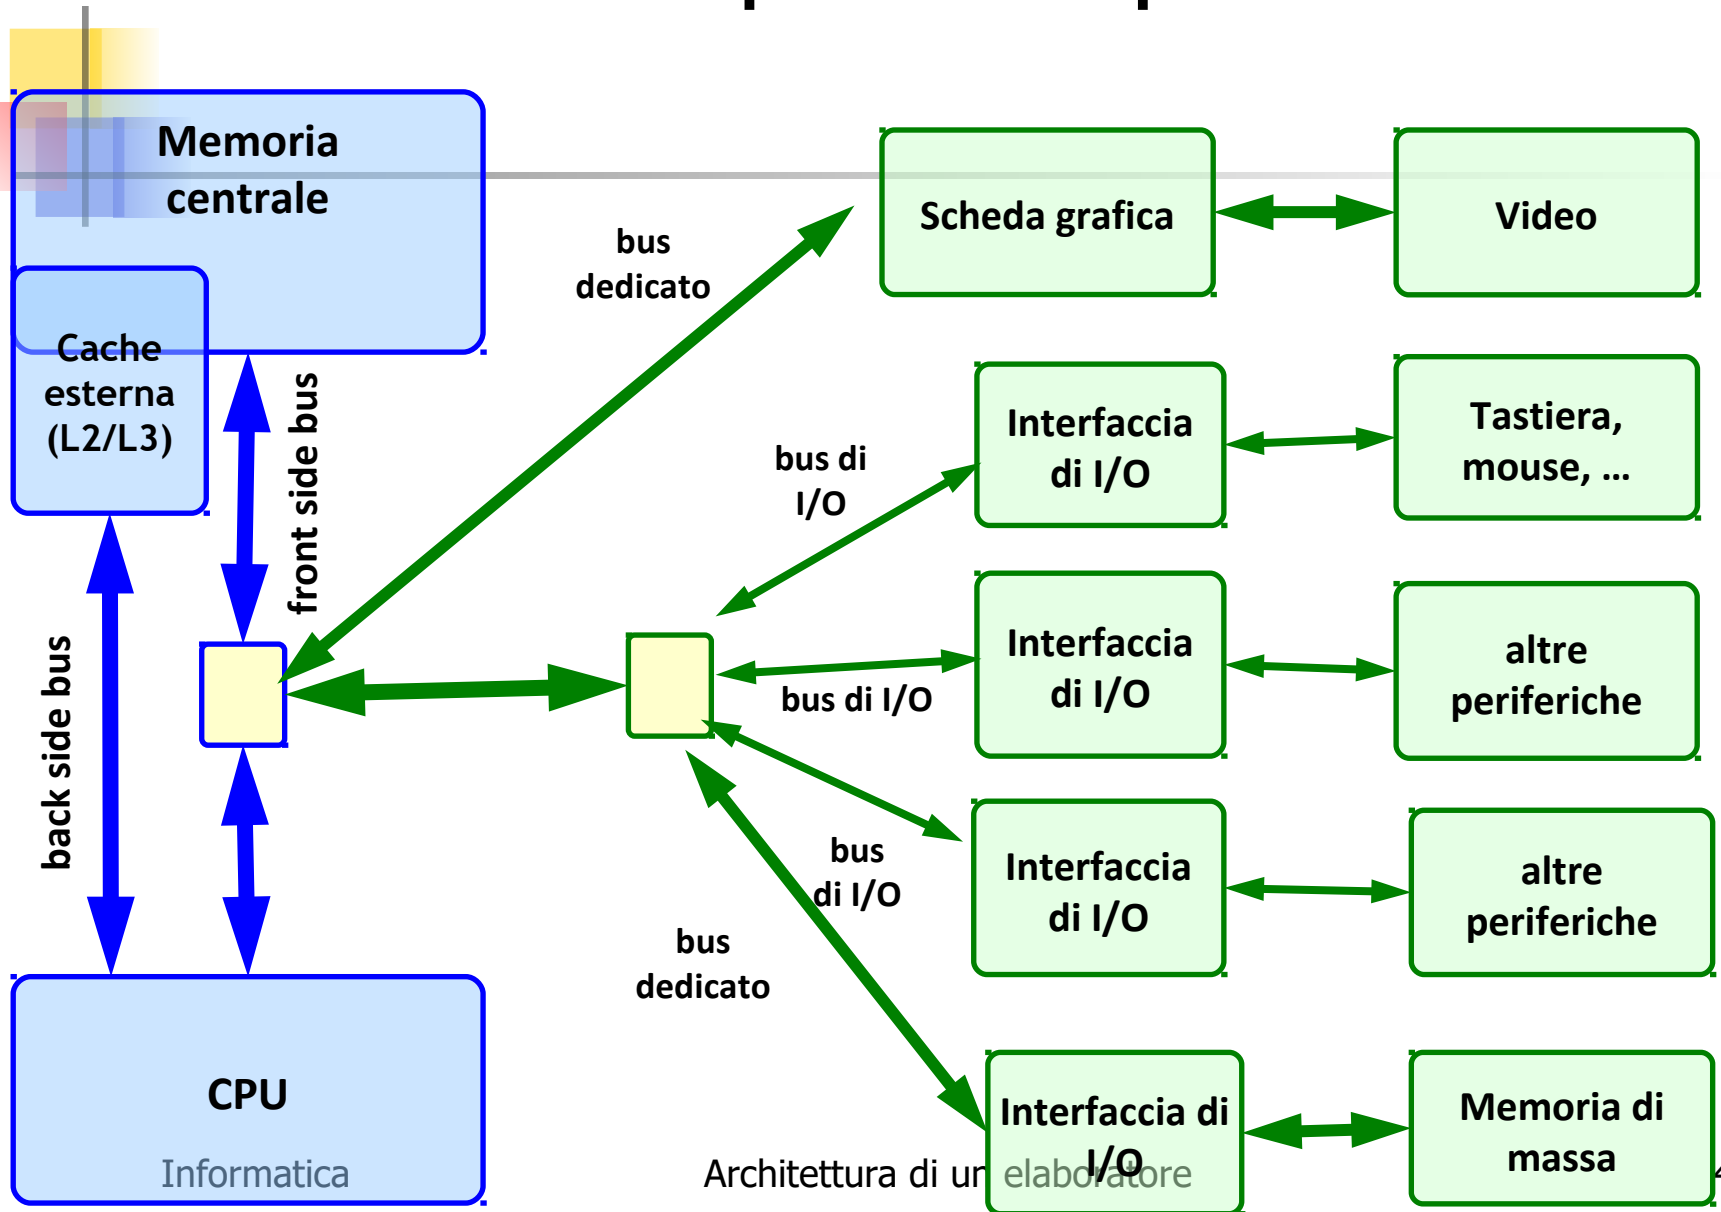 Memoria
centrale
Cache
esterna
(L2/L3)
front side bus
back side bus
CPU
bus
dedicato
Scheda grafica
Video
bus di
I/O
Interfaccia
di I/O
Tastiera,
mouse, ...
bus di I/O
Interfaccia
di I/O
altre
periferiche
bus
di I/O
Interfaccia
di I/O
altre
periferiche
bus
dedicato
Interfaccia di
I/O
Memoria di
massa
Informatica
Architettura di un elaboratore